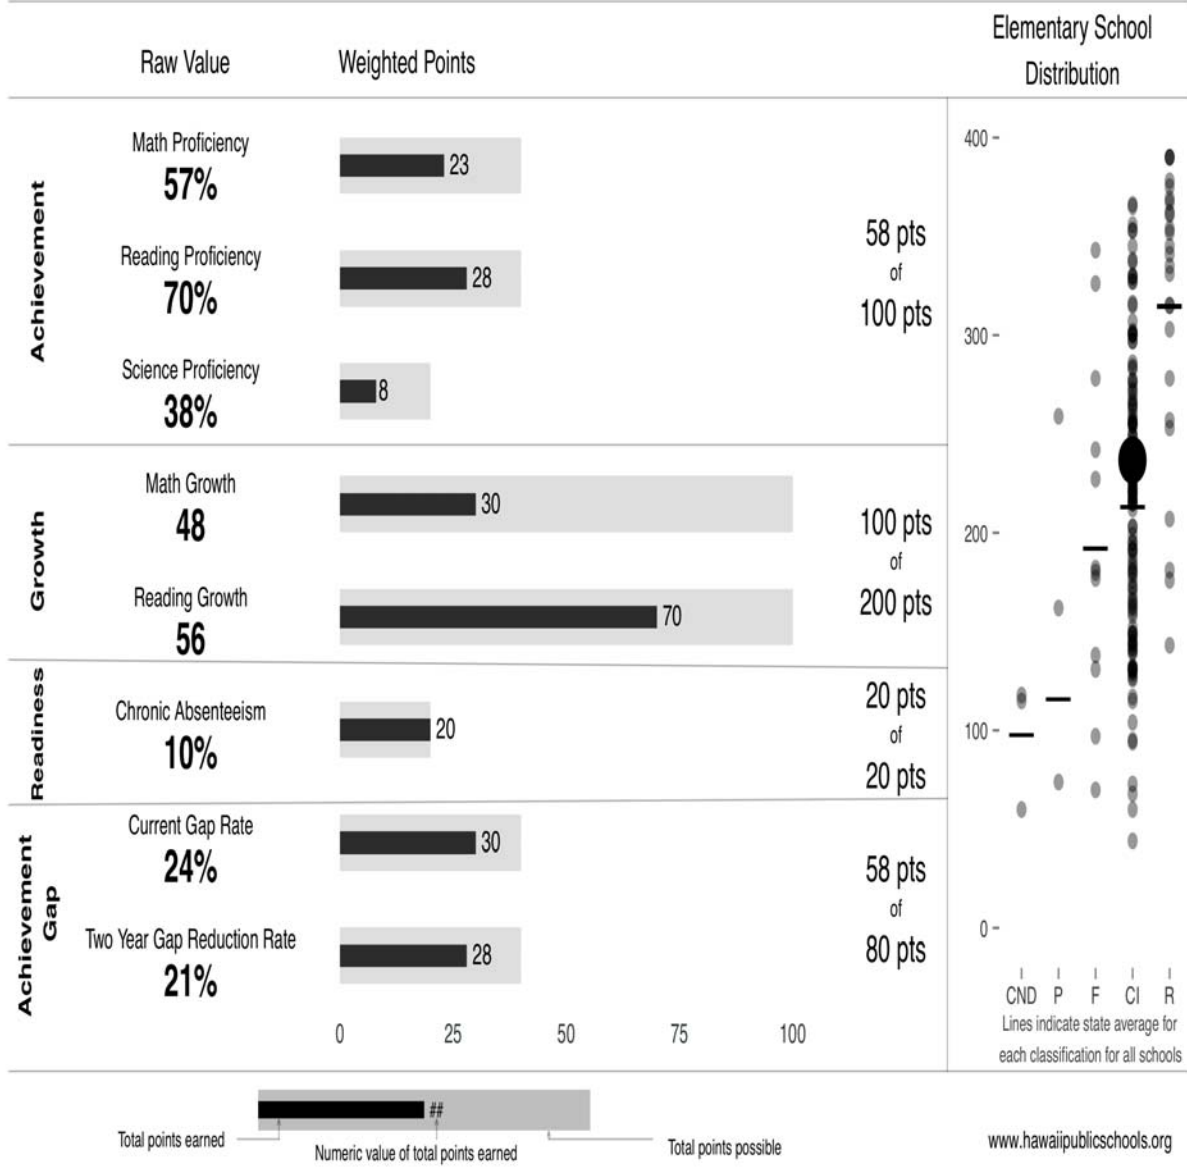 Raw Value Weighted Points
Elementary School
Distribution
Achievement
Math Proficiency
57%
23
Reading Proficiency
70%
28
Science Proficiency
38%
8
58 pts
of
100 pts
Growth
Math Growth
48
30
Reading Growth
56
70
100 pts
of
200 pts
Readiness
Chronic Absenteeism
10%
20
20 pts
of
20 pts
Achievement
Gap
Current Gap Rate
24%
30
Two Year Gap Reduction Rate
21%
28
58 pts
of
80 pts
0 25 50 75 100
400
300
200
100
0
CND P F CI R
Lines indicate state average for
each classification for all schools
##
Total points earned
Numeric value of total points earned
Total points possible
www.hawaiipublicschools.org